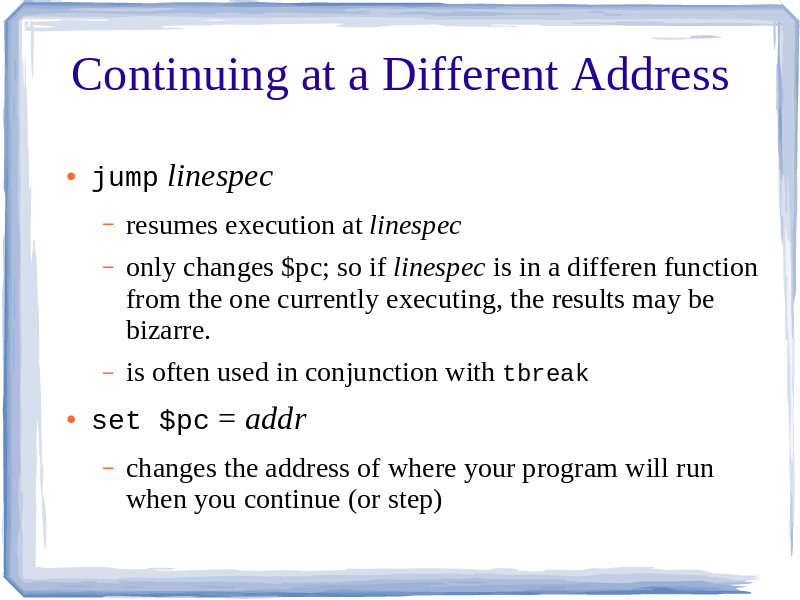 Continuing at a Different Address
• jump linespec
– resumes execution at linespec
– only changes $pc; so if linespec is in a differen function
from the one currently executing, the results may be
bizarre.
– is often used in conjunction with tbreak
• set $pc = addr
– changes the address of where your program will run
when you continue (or step)